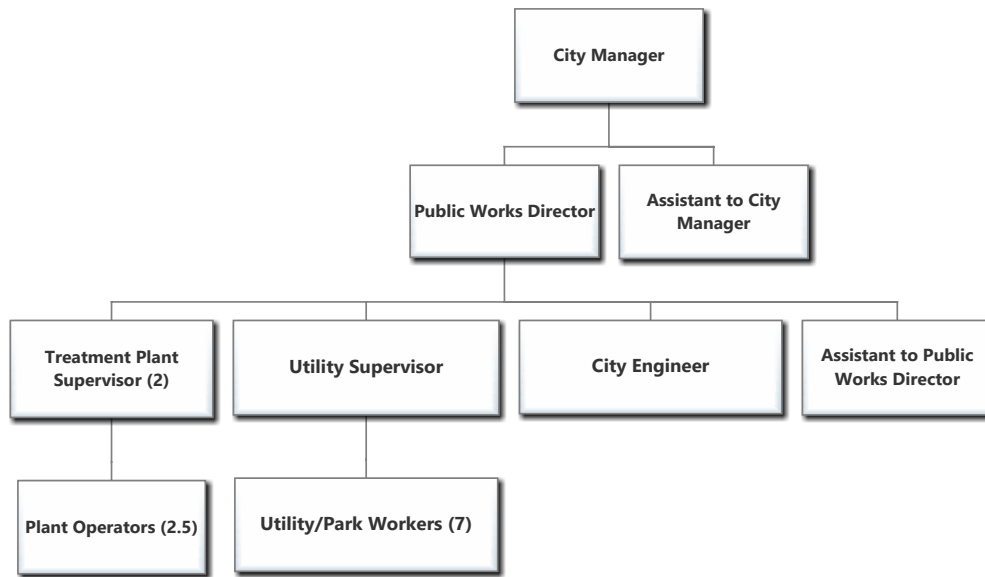 City Manager
Public Works Director
Assistant to City
Manager
Treatment Plant
Supervisor (2)
Utility Supervisor
City Engineer
Assistant to Public
Works Director
Plant Operators (2.5)
Utility/Park Workers (7)